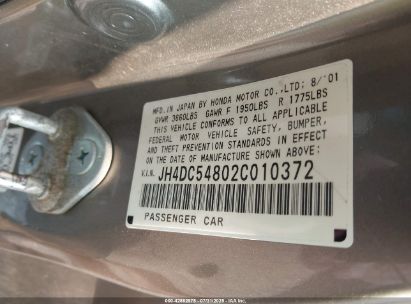 MFD. IN JAPAN BY HONDA MOTOR CO.,LTD: 8/'01
GVWR 3660LBS GAWR F 1950LBS R 1775LBS
THIS VEHICLE CONFORMS TO ALL APPLICABLE
FEDERAL MOTOR VEHICLE SAFETY, BUMPER,
AND THEFT PREVENTION STANDARDS IN EFFECT
ON THE DATE OF MANUFACTURE SHOWN ABOVE:
V.I.N. JH4DC54802C010372
PASSENGER CAR